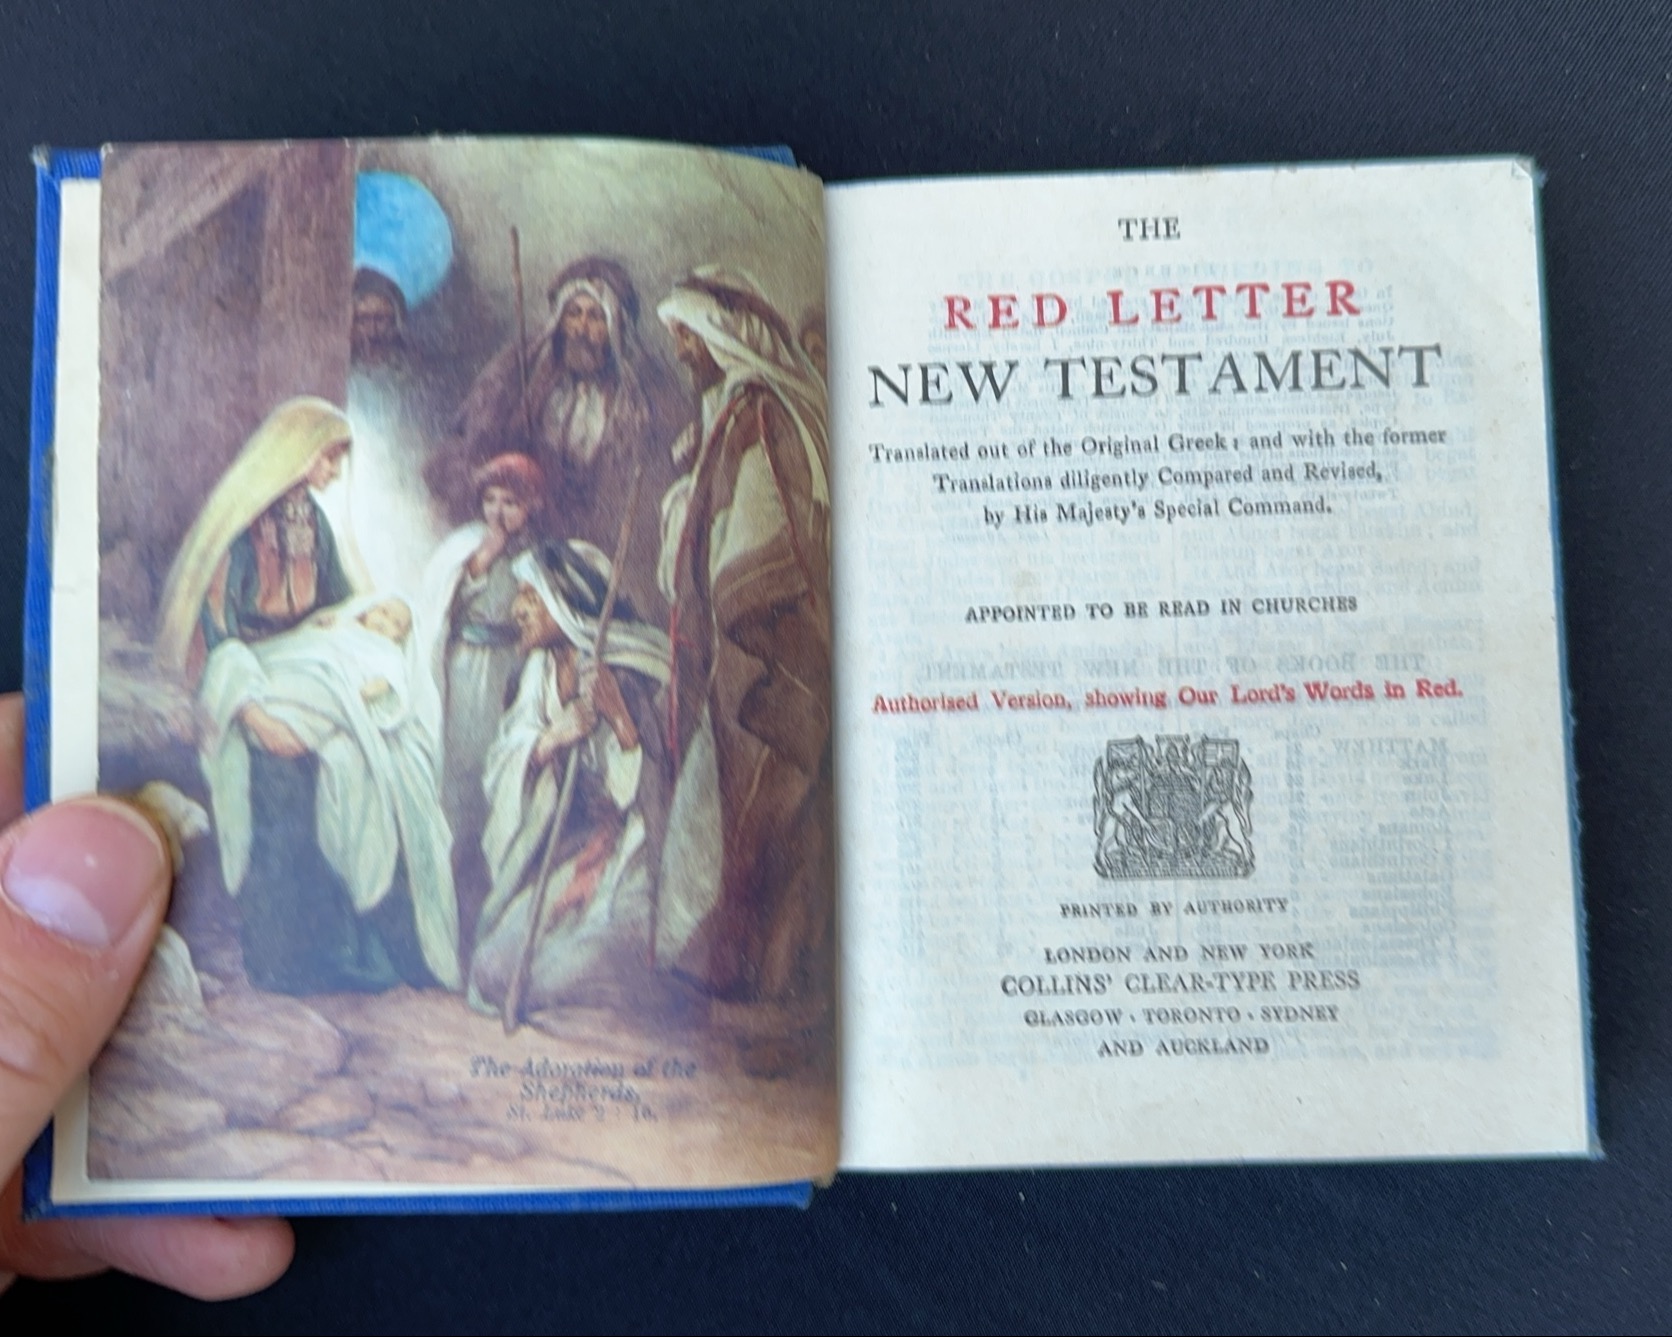 The Adoration of the
Shepherds,
St. Luke 2 : 16.
THE
RED LETTER
NEW TESTAMENT
Translated out of the Original Greek: and with the former
Translations diligently Compared and Revised,
by His Majesty's Special Command.
APPOINTED TO BE READ IN CHURCHES
Authorised Version, showing Our Lord's Words in Red.
PRINTED BY AUTHORITY
LONDON AND NEW YORK
COLLINS' CLEAR-TYPE PRESS
GLASGOW · TORONTO · SYDNEY
AND AUCKLAND